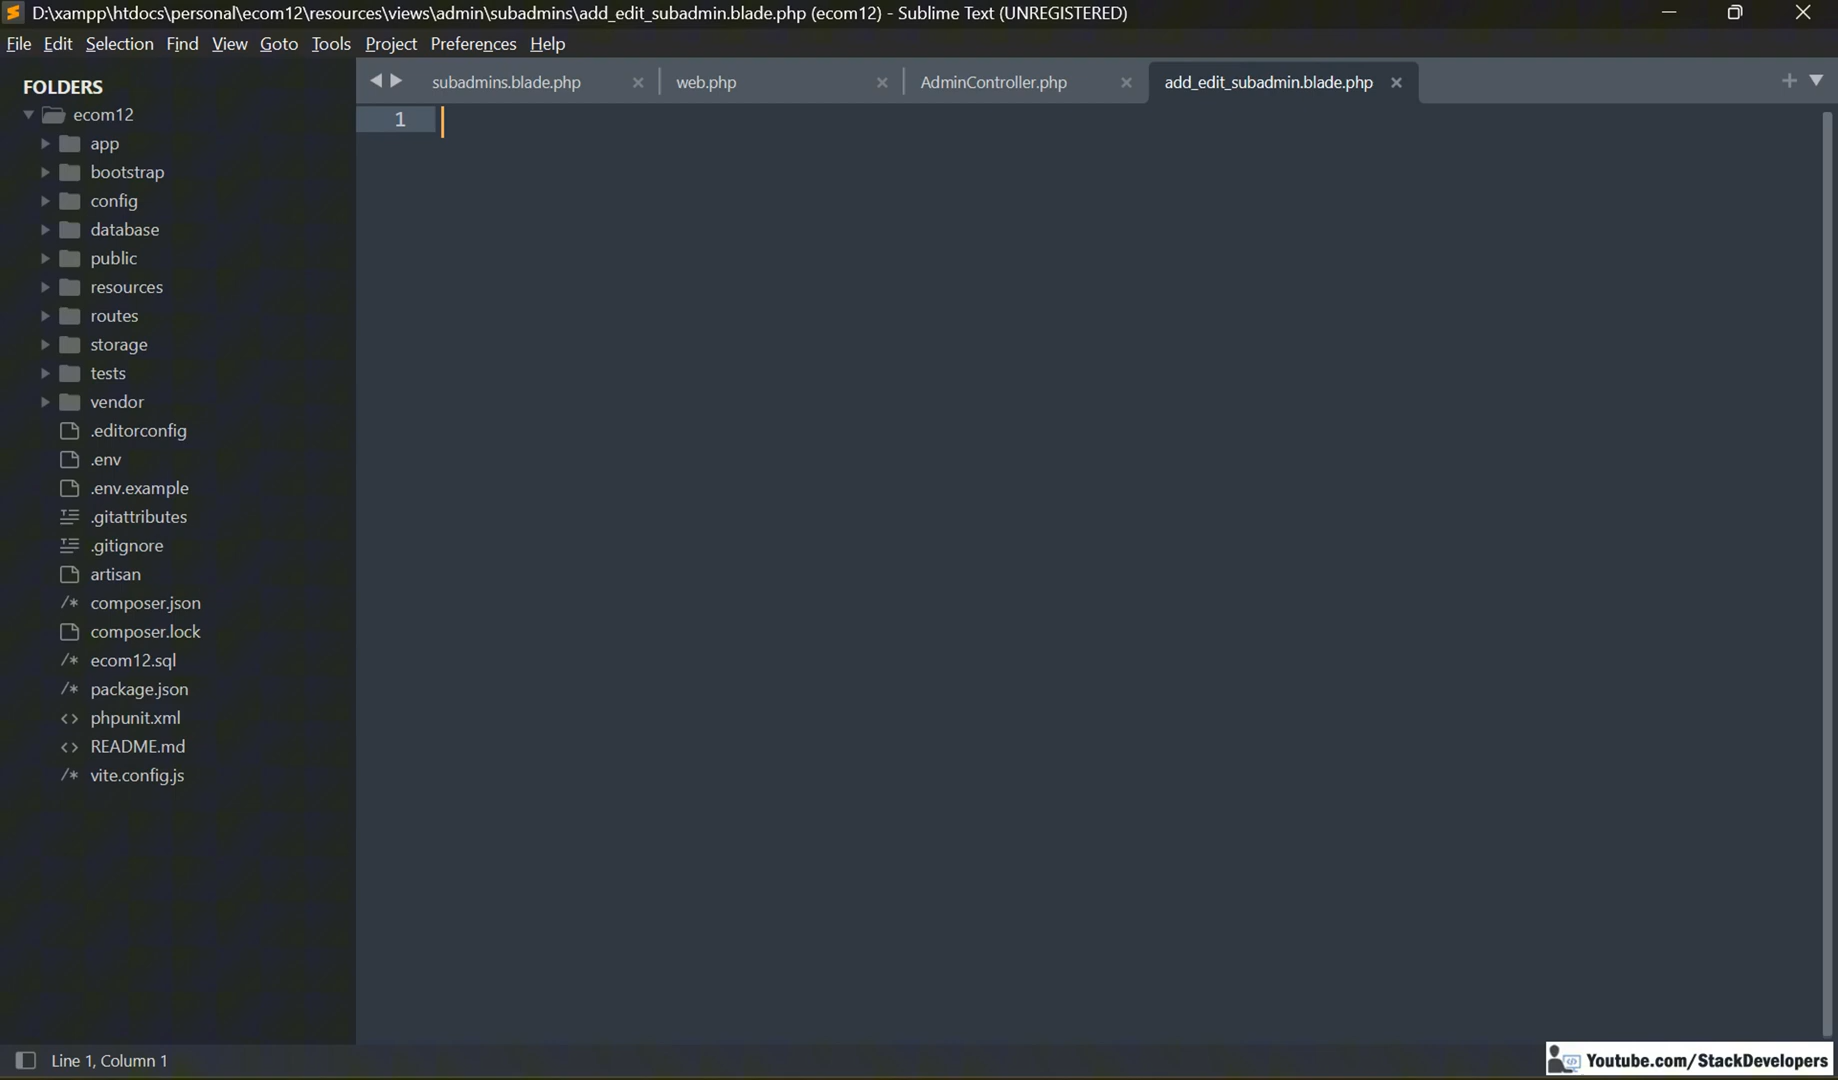 D:\xampp\htdocs\personal\ecom12\resources\views\admin\subadmins\add_edit_subadmin.blade.php (ecom12) - Sublime Text (UNREGISTERED)
File Edit Selection Find View Goto Tools Project Preferences Help
FOLDERS
ecom12
app
bootstrap
config
database
public
resources
routes
storage
tests
vendor
.editorconfig
.env
.env.example
.gitattributes
.gitignore
artisan
/* composer.json
composer.lock
/* ecom12.sql
/* package.json
<> phpunit.xml
<> README.md
/* vite.config.js
subadmins.blade.php web.php AdminController.php add_edit_subadmin.blade.php
1
Line 1, Column 1
Youtube.com/StackDevelopers